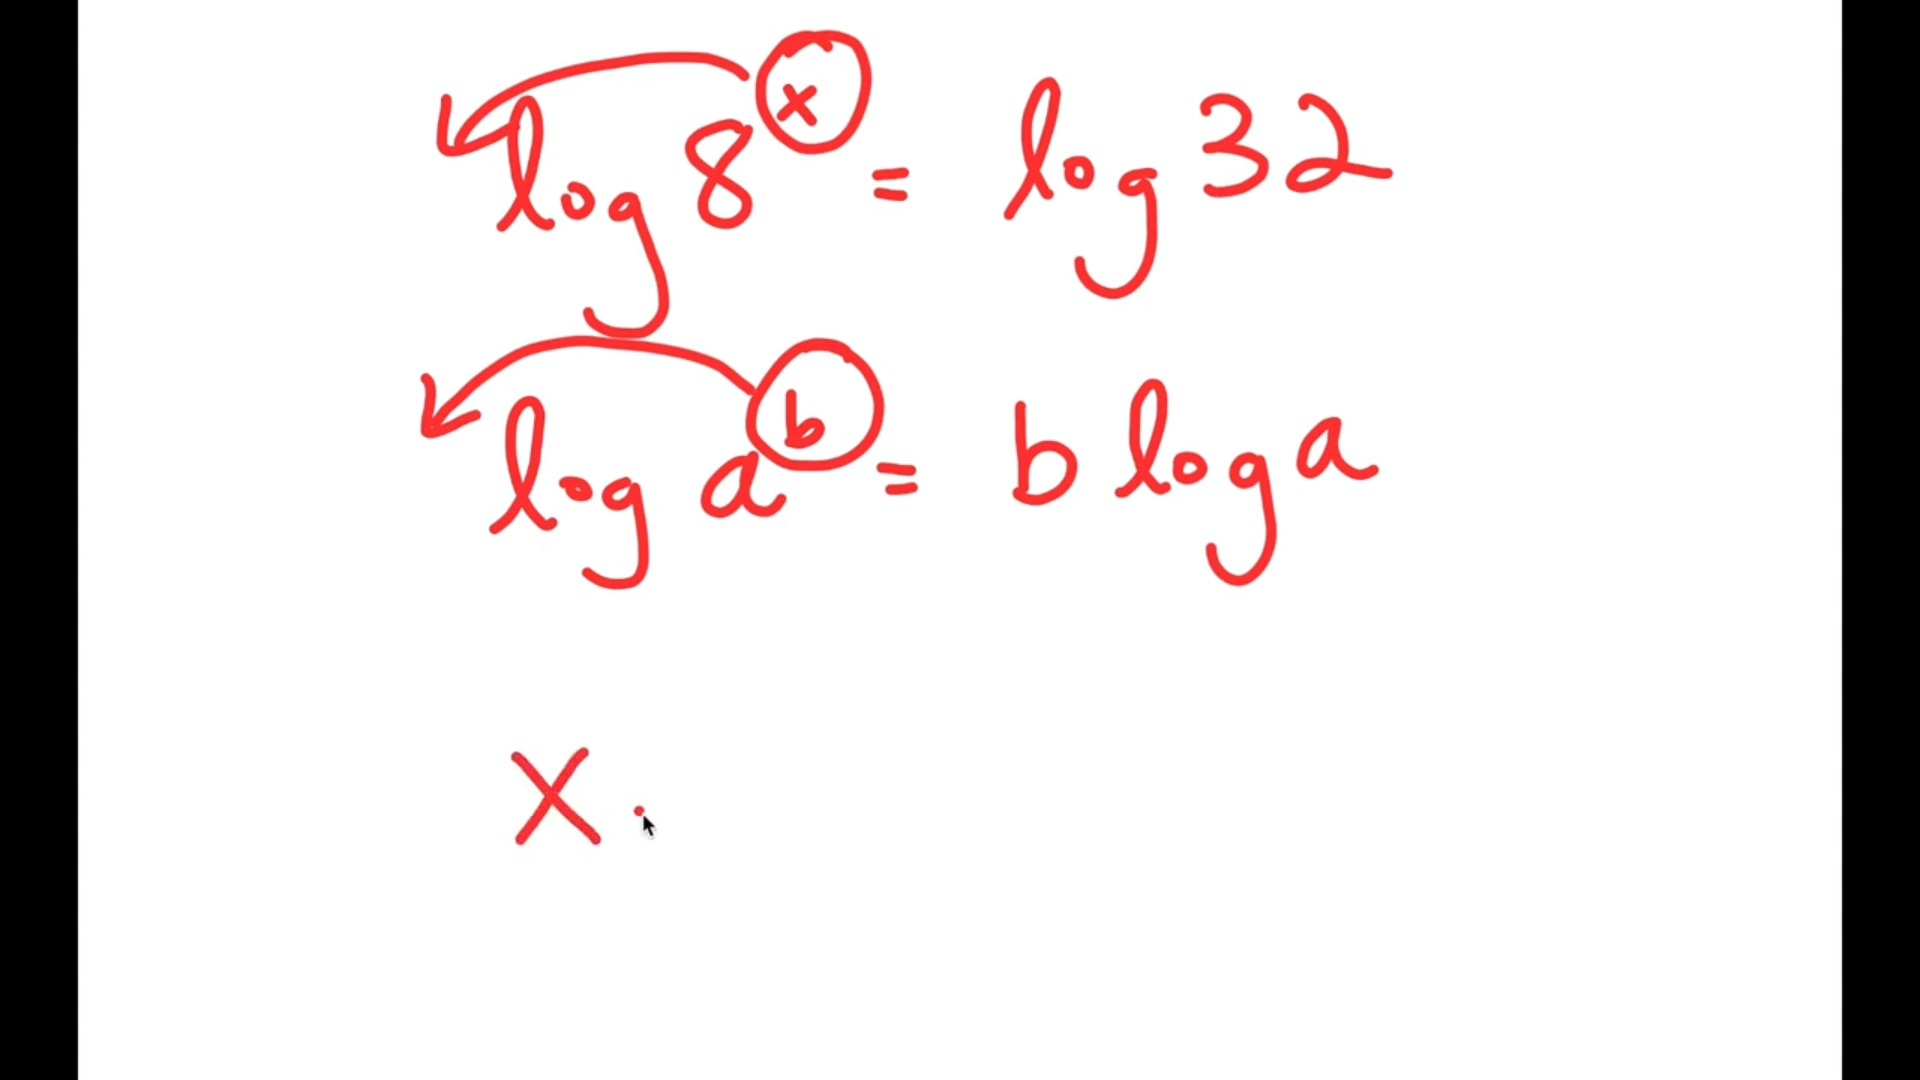 log 8^x = log 32
log a^b = b log a
x ·